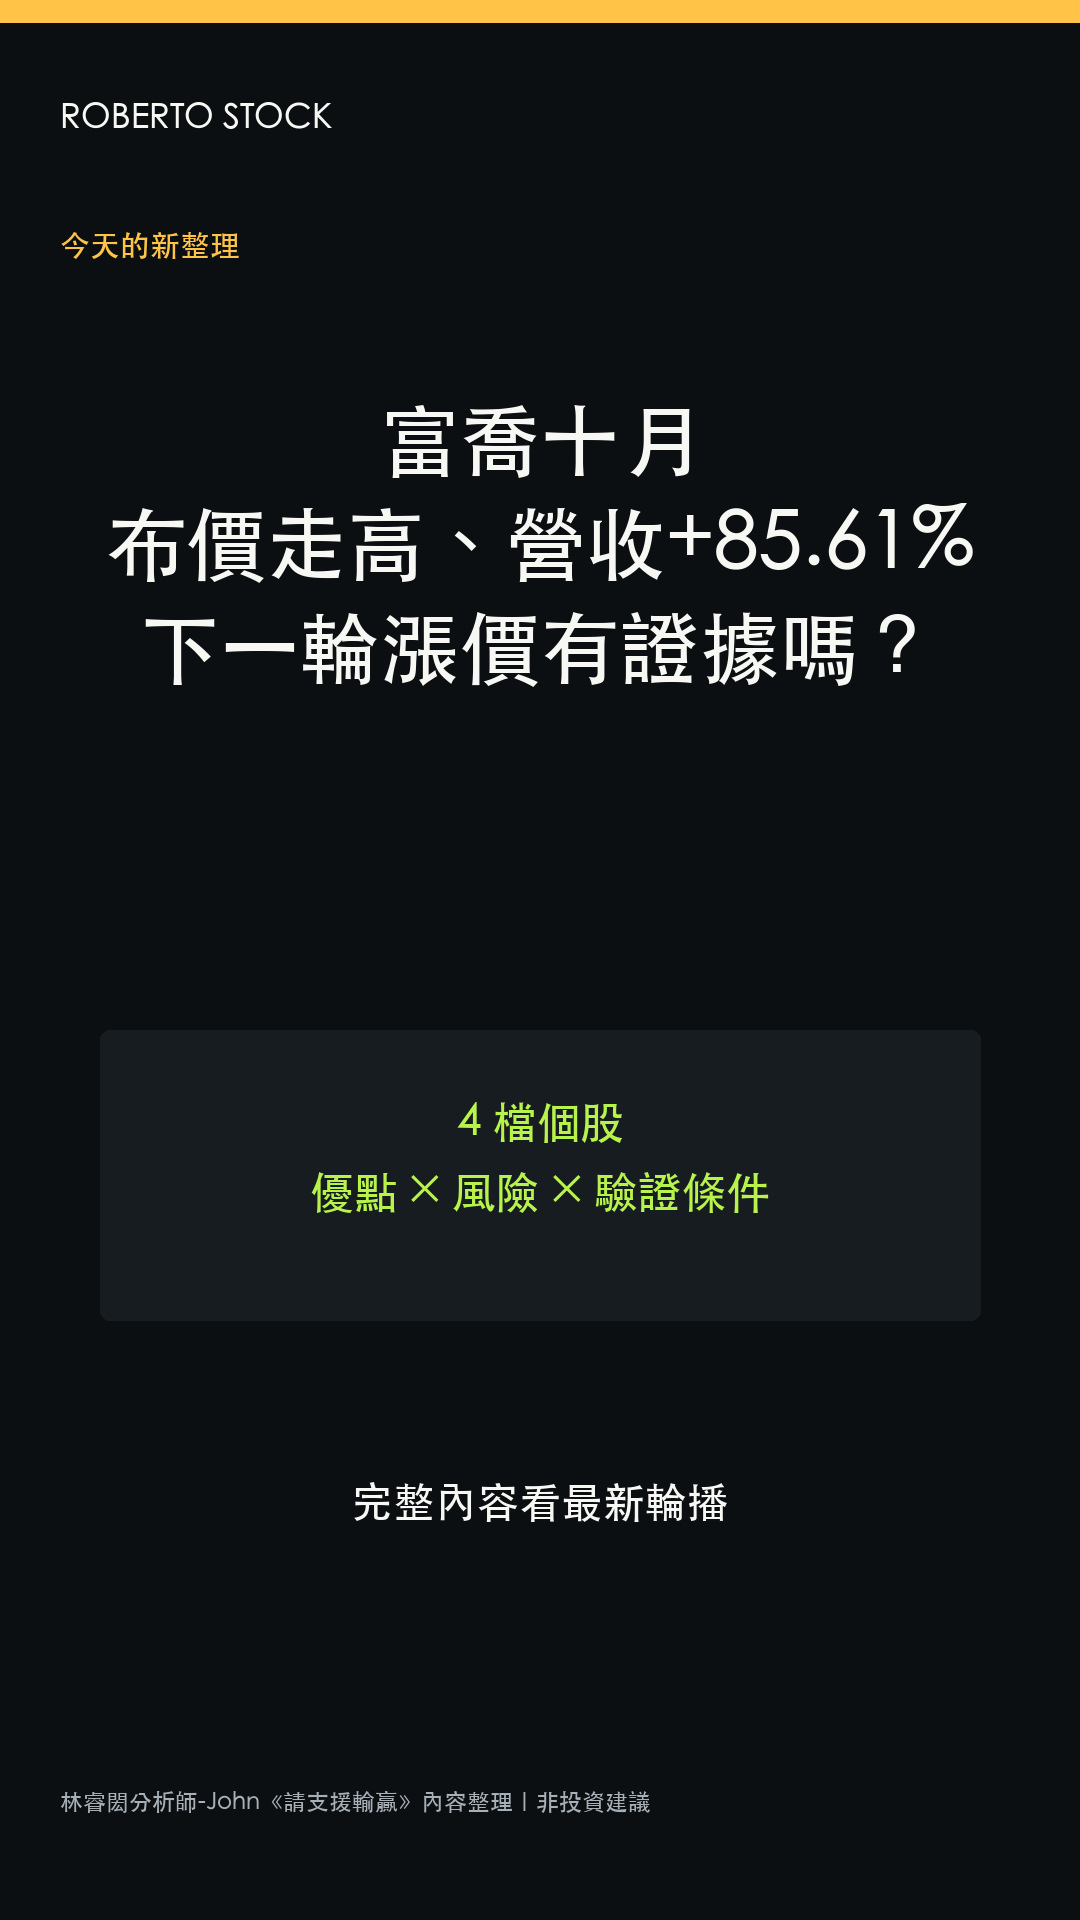 ROBERTO STOCK
今天的新整理
富喬十月
布價走高、營收+85.61%
下一輪漲價有證據嗎？
4 檔個股
優點 × 風險 × 驗證條件
完整內容看最新輪播
林睿閎分析師-John《請支援輸贏》內容整理｜非投資建議